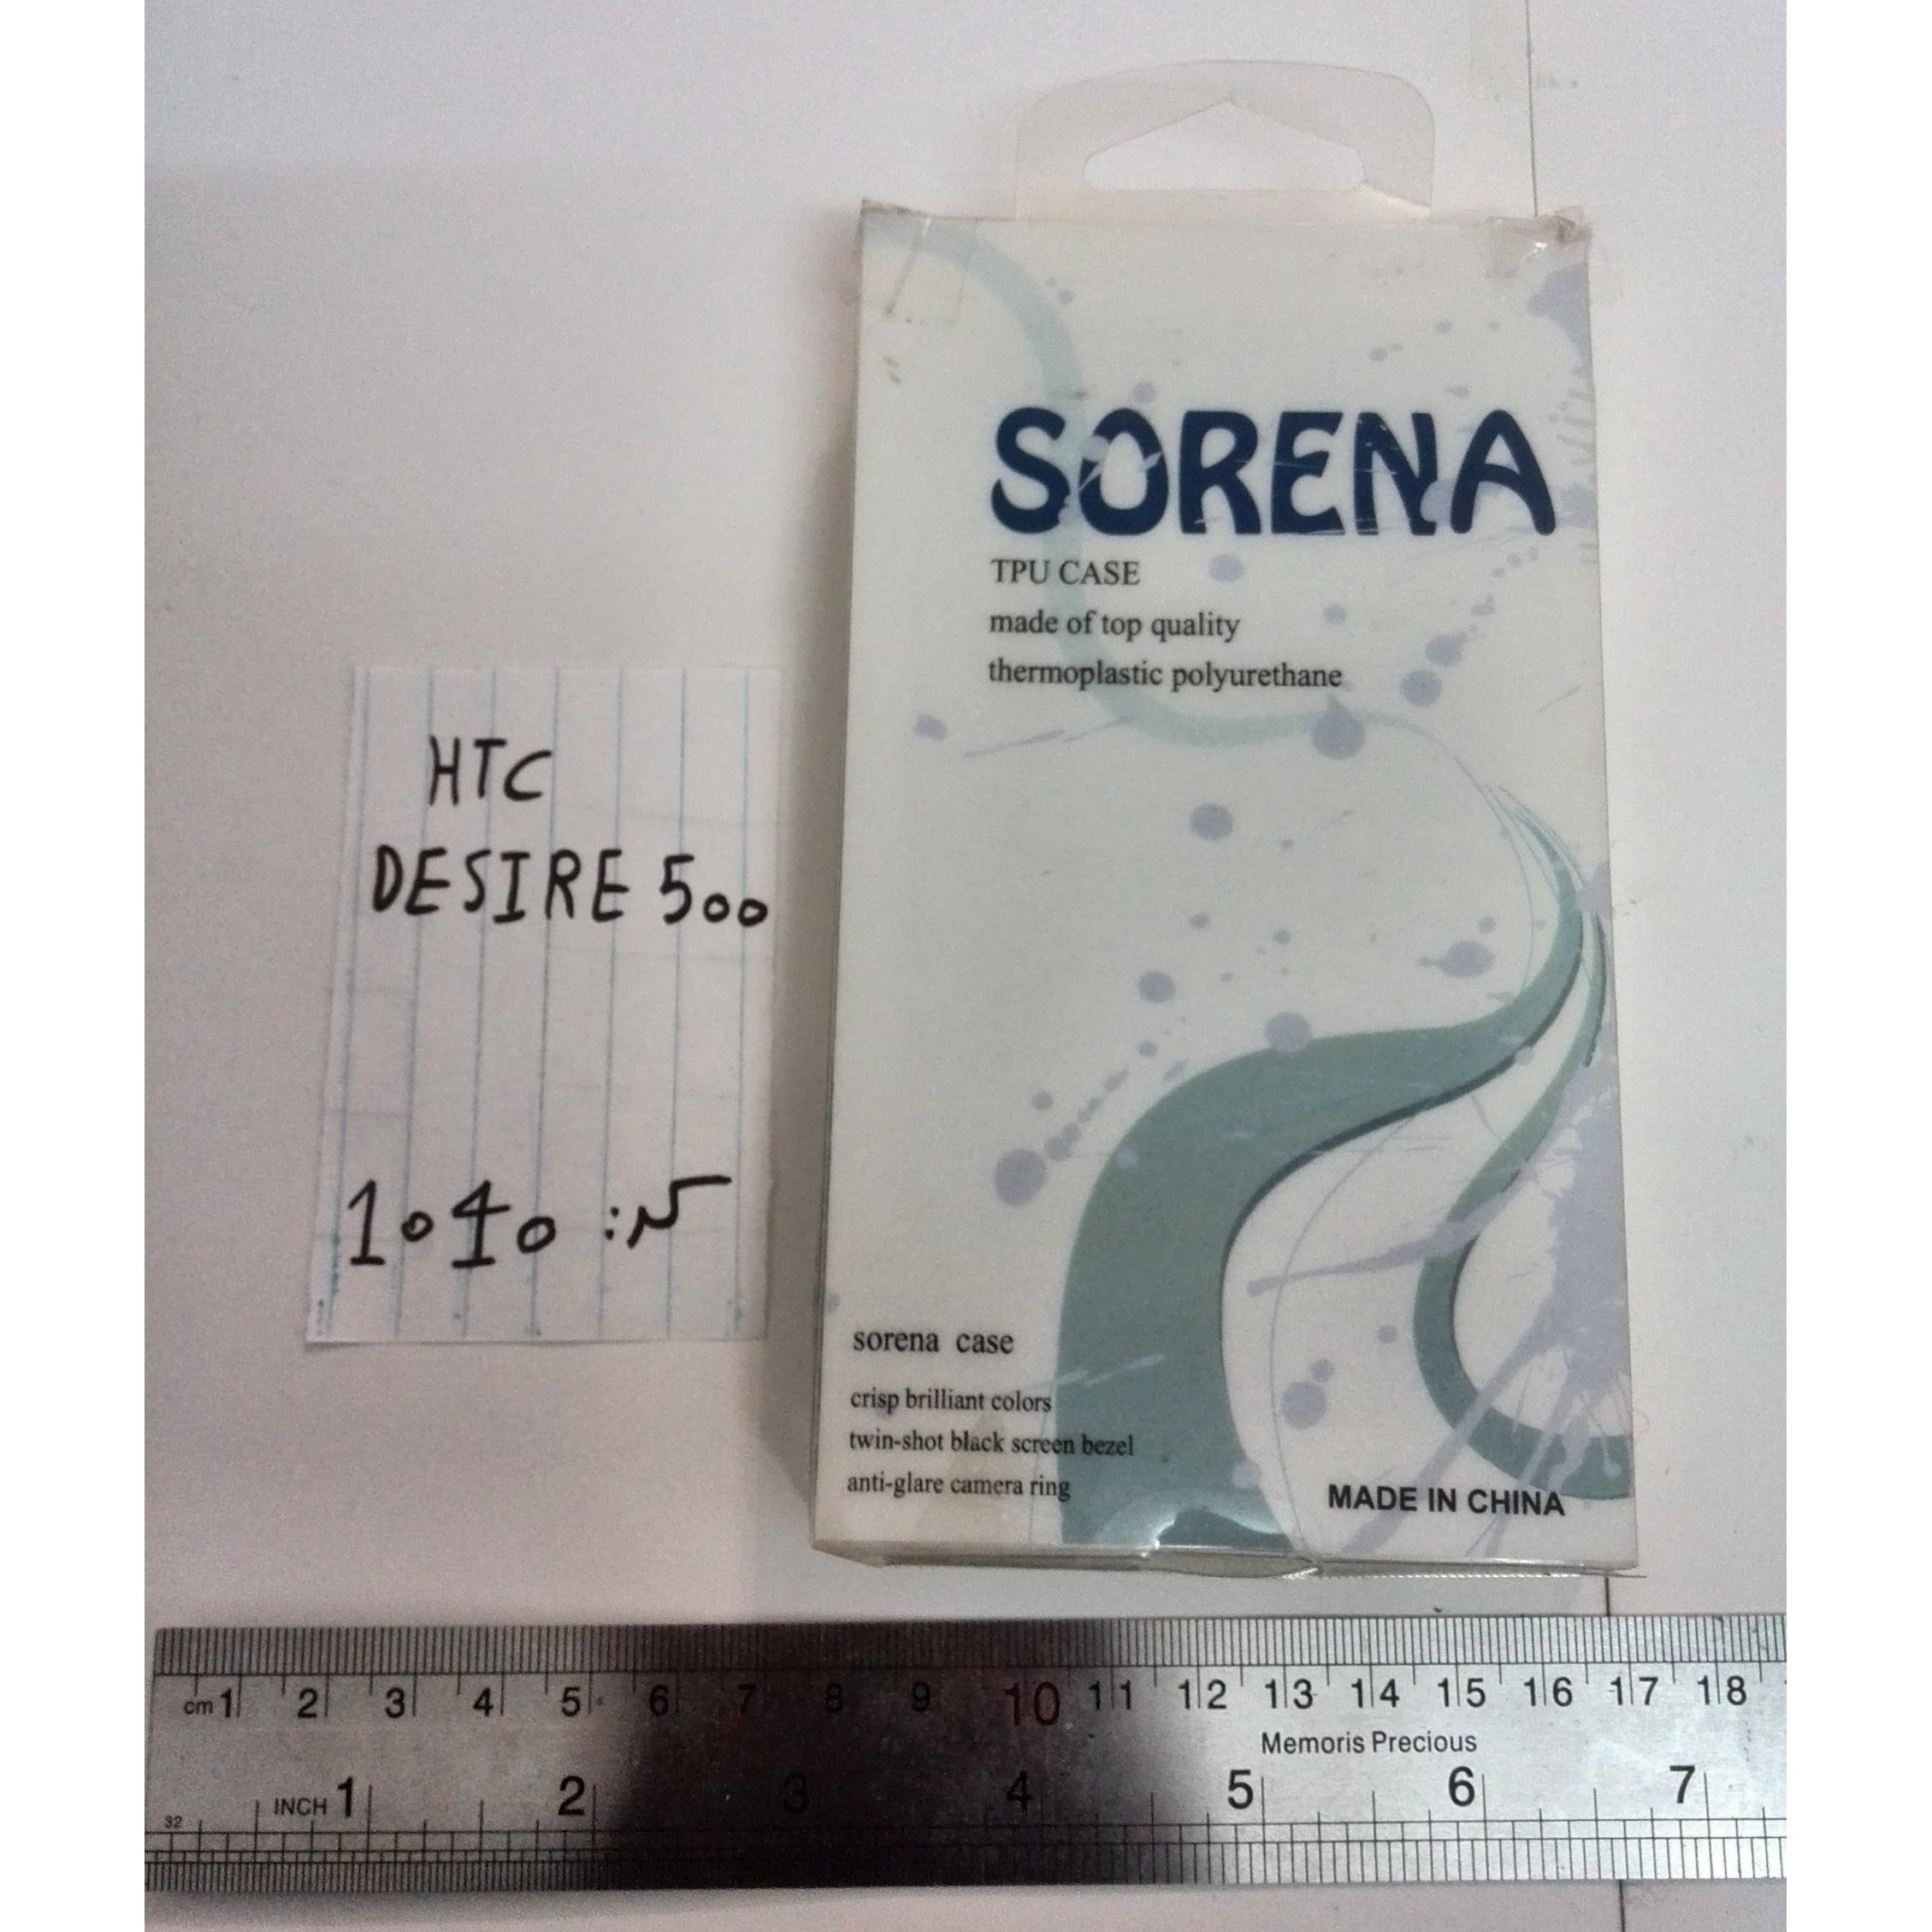 SORENA
TPU CASE
made of top quality
thermoplastic polyurethane
HTC
DESIRE 500
1040 :
sorena case
crisp brilliant colors
twin-shot black screen bezel
anti-glare camera ring
MADE IN CHINA
cm 1 2 3 4 5 6 7 8 9 10 11 12 13 14 15 16 17 18
Memoris Precious
INCH 1 2 3 4 5 6 7
32